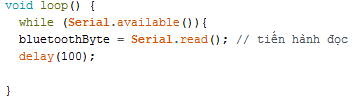 void loop() {
  while (Serial.available()){
  bluetoothByte = Serial.read(); // tiến hành đọc
  delay(100);
}